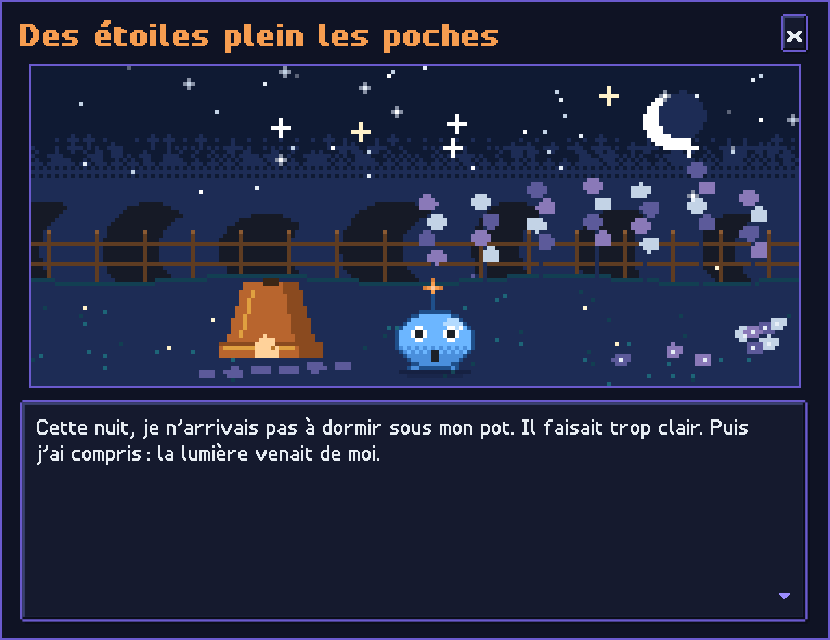 Des étoiles plein les poches
Cette nuit, je n'arrivais pas à dormir sous mon pot. Il faisait trop clair. Puis
j'ai compris : la lumière venait de moi.